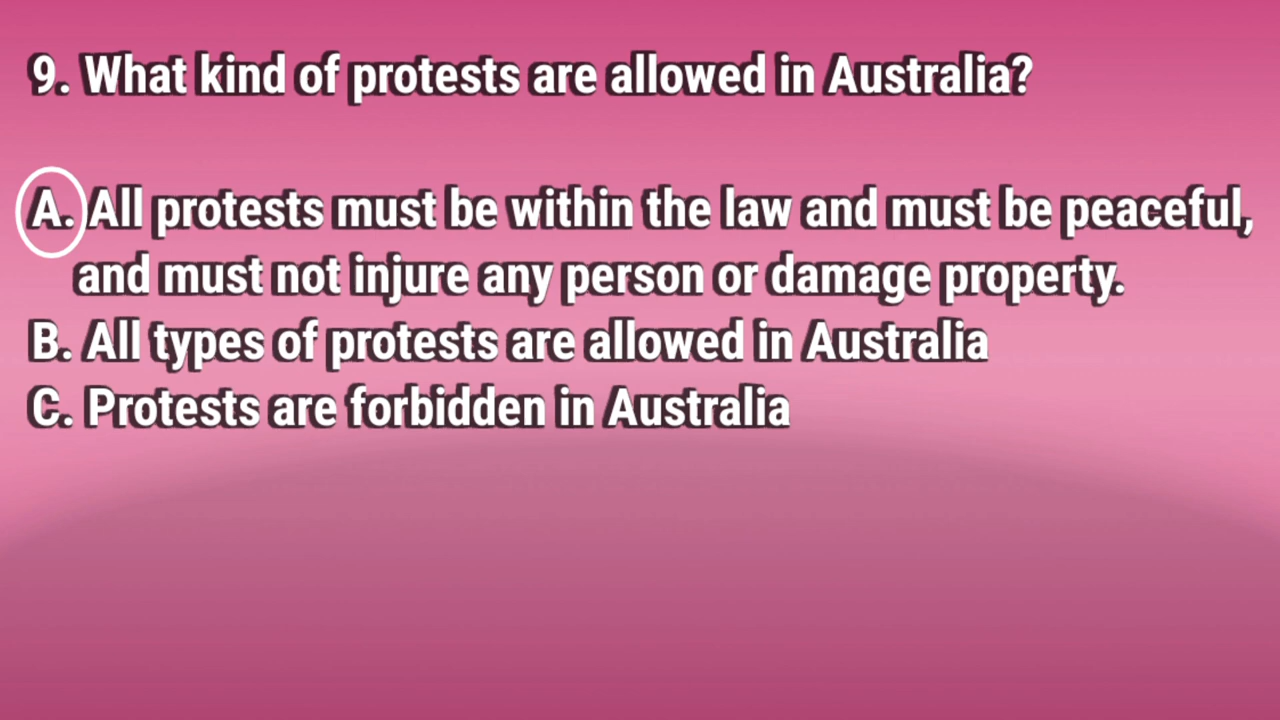 9. What kind of protests are allowed in Australia?
A. All protests must be within the law and must be peaceful,
and must not injure any person or damage property.
B. All types of protests are allowed in Australia
C. Protests are forbidden in Australia